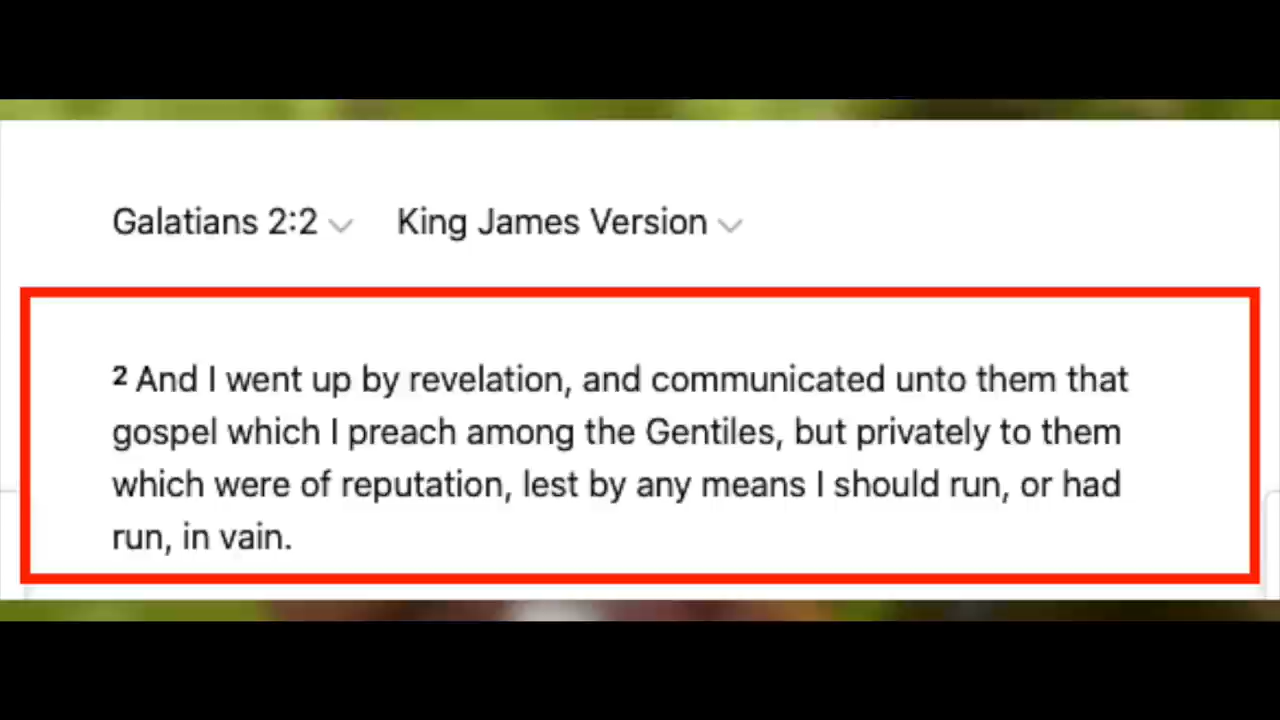 Galatians 2:2 King James Version
2 And I went up by revelation, and communicated unto them that
gospel which I preach among the Gentiles, but privately to them
which were of reputation, lest by any means I should run, or had
run, in vain.